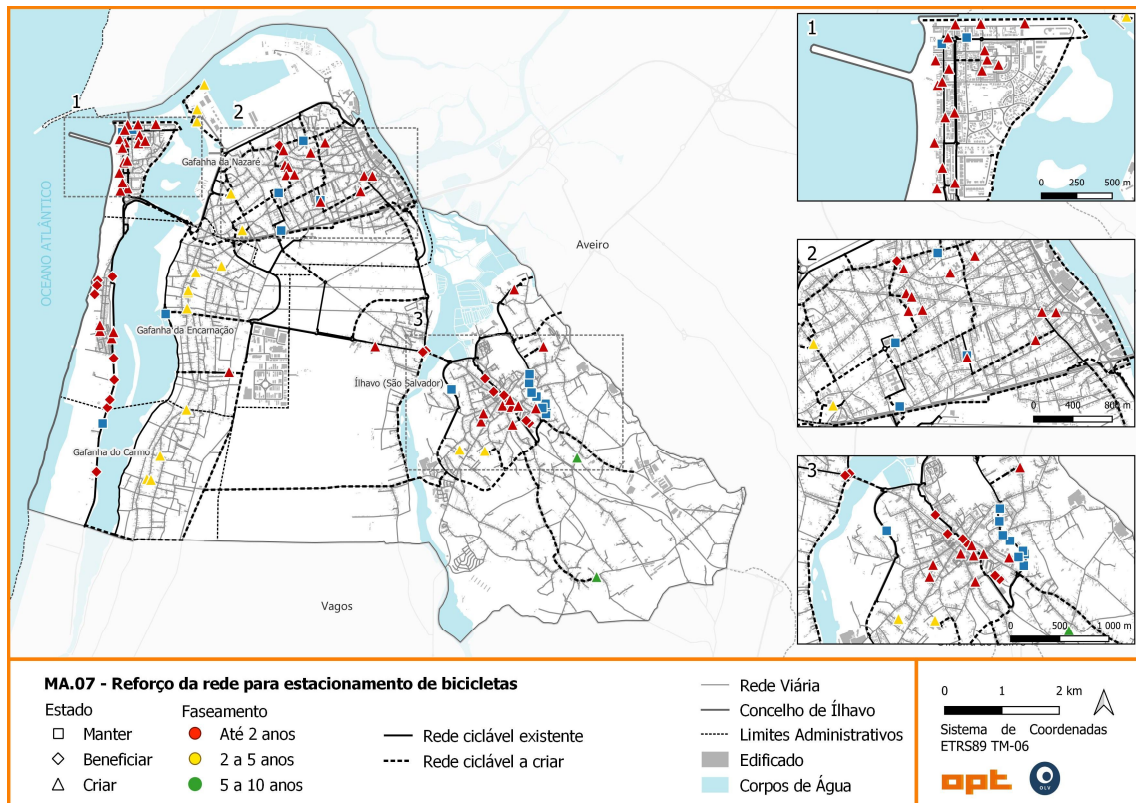 1
2
3
OCEANO ATLÂNTICO
Gafanha da Nazaré
Aveiro
Gafanha da Encarnação
Ílhavo (São Salvador)
Gafanha do Carmo
Vagos
1
0 250 500 m
2
0 400 800 m
3
0 500 1 000 m
MA.07 - Reforço da rede para estacionamento de bicicletas
Estado
Manter
Beneficiar
Criar
Faseamento
Até 2 anos
2 a 5 anos
5 a 10 anos
Rede ciclável existente
Rede ciclável a criar
Rede Viária
Concelho de Ílhavo
Limites Administrativos
Edificado
Corpos de Água
0 1 2 km
Sistema de Coordenadas
ETRS89 TM-06
opt
OLV